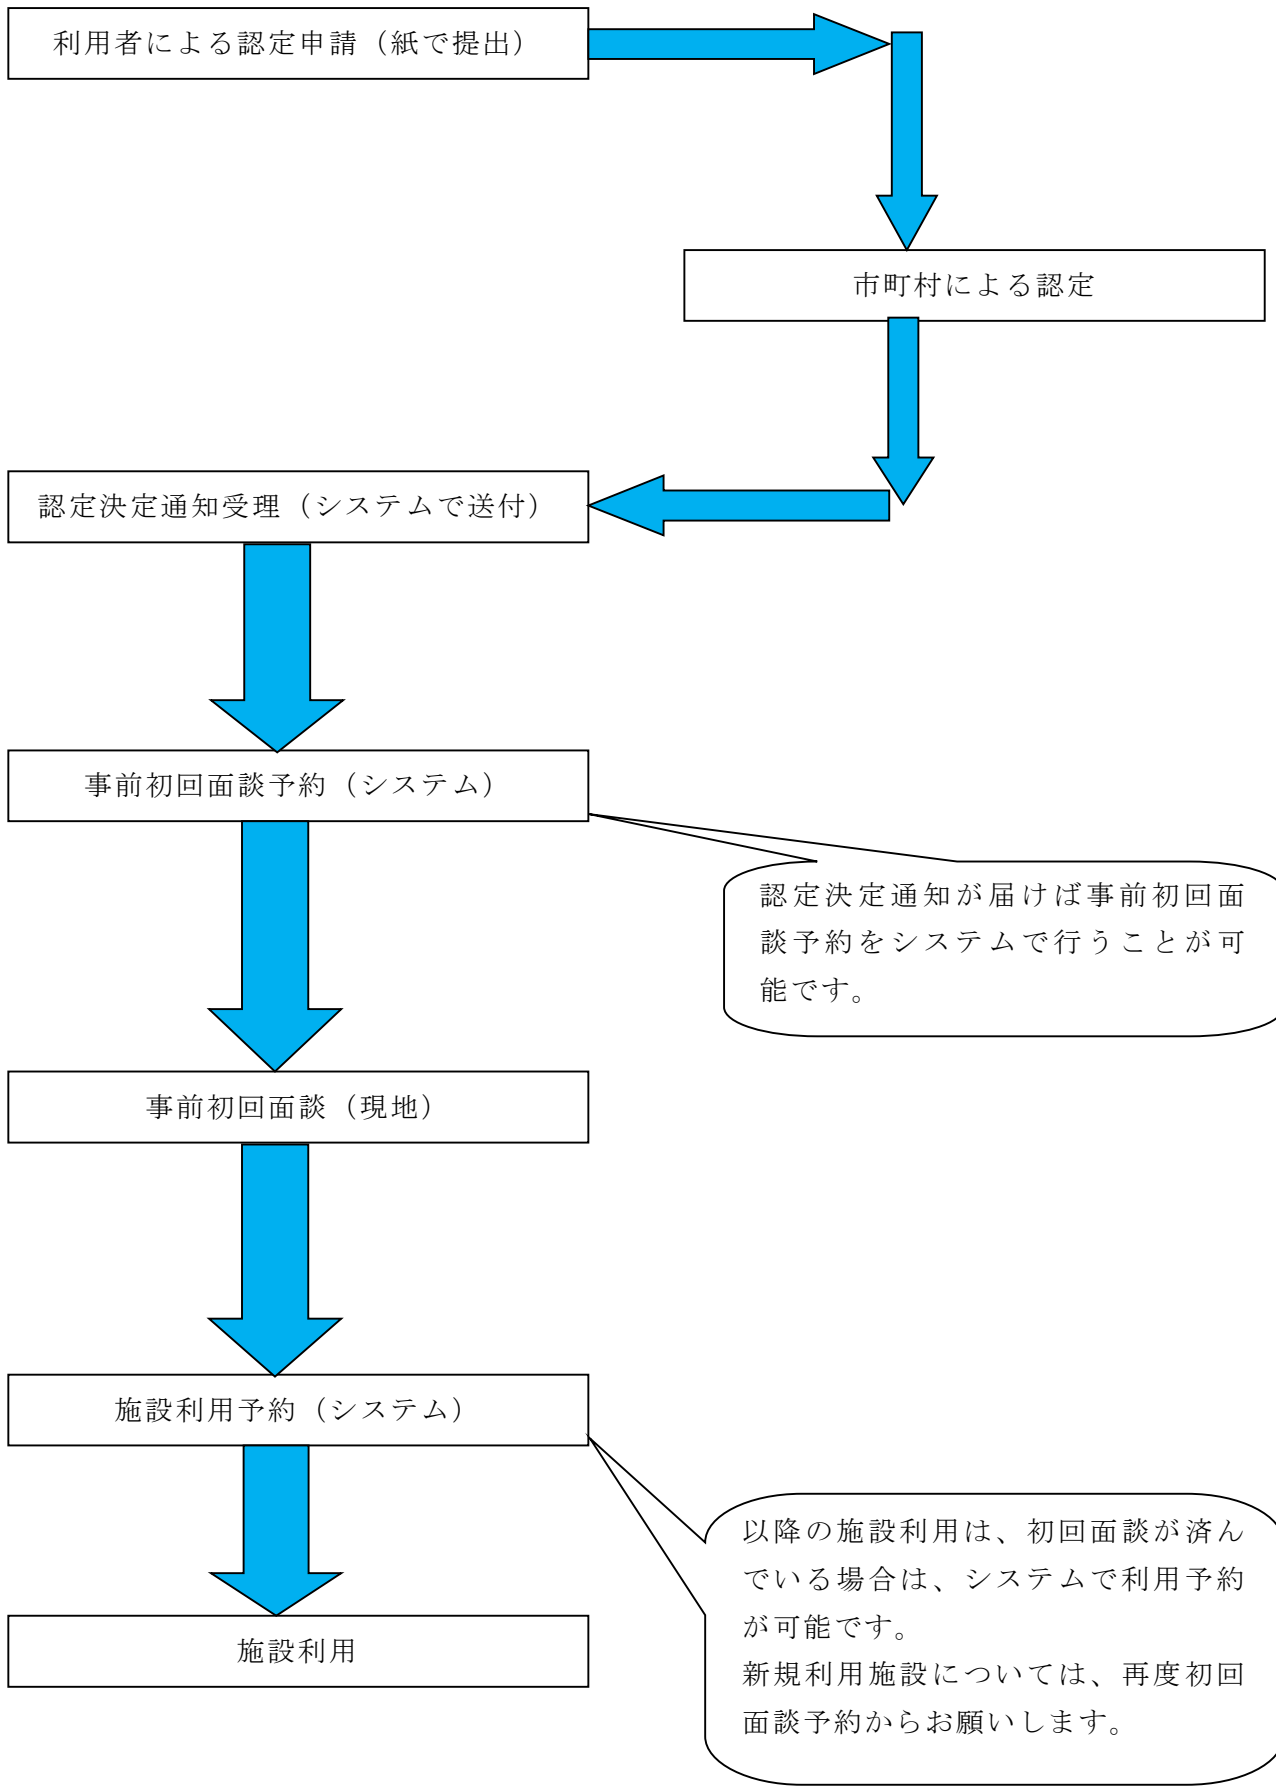 利用者による認定申請（紙で提出）
市町村による認定
認定決定通知受理（システムで送付）
事前初回面談予約（システム）
認定決定通知が届けば事前初回面
談予約をシステムで行うことが可
能です。
事前初回面談（現地）
施設利用予約（システム）
以降の施設利用は、初回面談が済ん
でいる場合は、システムで利用予約
が可能です。
新規利用施設については、再度初回
面談予約からお願いします。
施設利用